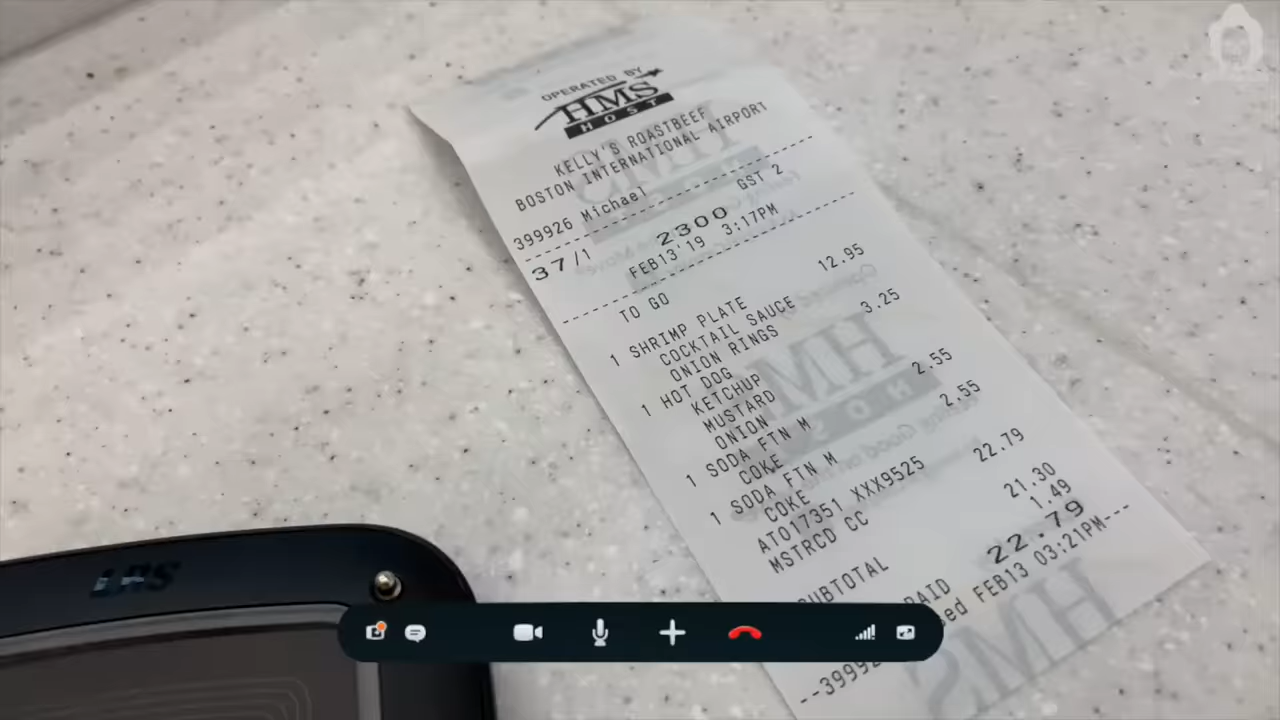 OPERATED BY
HMS
HOST
KELLY'S ROASTBEEF
BOSTON INTERNATIONAL AIRPORT
399926 Michael
37/1 2300 GST 2
FEB13'19 3:17PM
TO GO
1 SHRIMP PLATE 12.95
COCKTAIL SAUCE
ONION RINGS
1 HOT DOG 3.25
KETCHUP
MUSTARD
ONION
1 SODA FTN M 2.55
COKE
1 SODA FTN M 2.55
COKE
AT017351 XXX9525
MSTRCD CC 22.79
SUBTOTAL 21.30
1.49
22.79
FEB13 03:21PM---
LRS